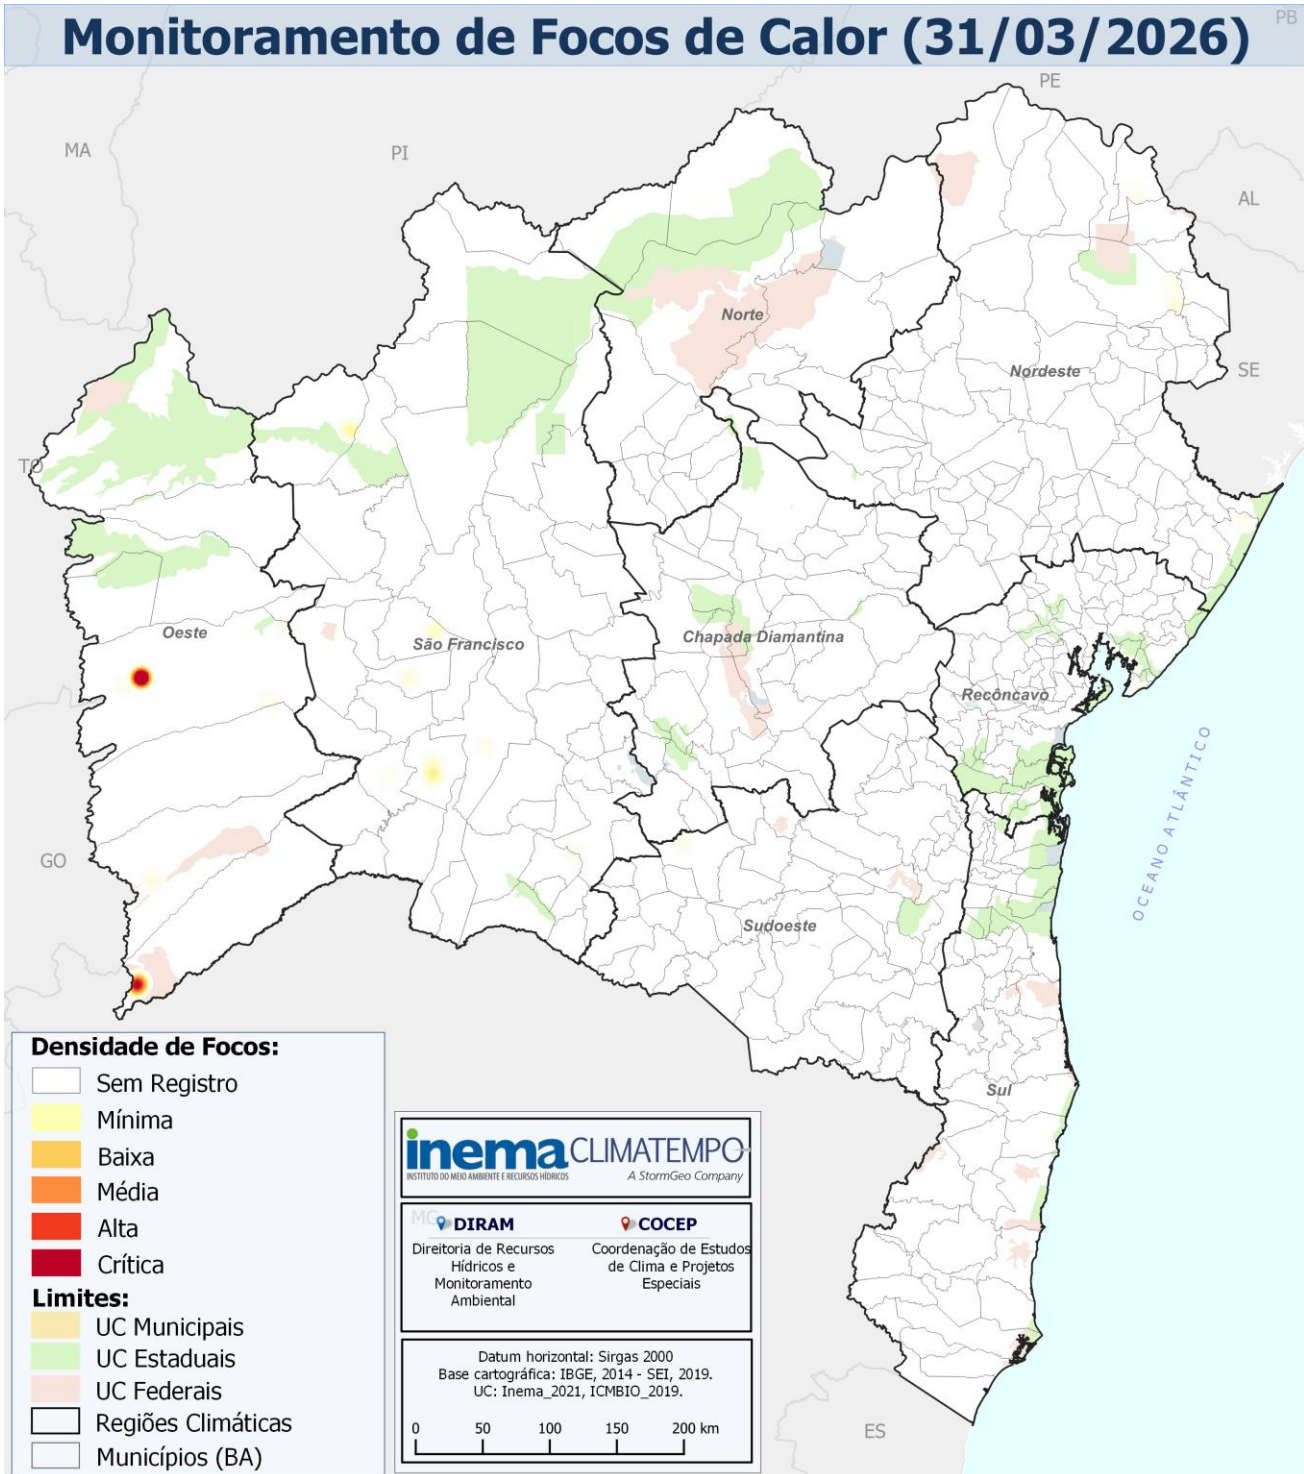 Monitoramento de Focos de Calor (31/03/2026)
PB
PE
MA
PI
AL
Norte
Nordeste
SE
TO
Oeste
São Francisco
Chapada Diamantina
Recôncavo
OCEANO ATLÂNTICO
GO
Sudoeste
Sul
Densidade de Focos:
Sem Registro
Mínima
Baixa
Média
Alta
Crítica
Limites:
UC Municipais
UC Estaduais
UC Federais
Regiões Climáticas
Municípios (BA)
inema CLIMATEMPO
INSTITUTO DO MEIO AMBIENTE E RECURSOS HÍDRICOS
A StormGeo Company
MG
DIRAM
Direitoria de Recursos
Hídricos e
Monitoramento
Ambiental
COCEP
Coordenação de Estudos
de Clima e Projetos
Especiais
Datum horizontal: Sirgas 2000
Base cartográfica: IBGE, 2014 - SEI, 2019.
UC: Inema_2021, ICMBIO_2019.
0 50 100 150 200 km
ES